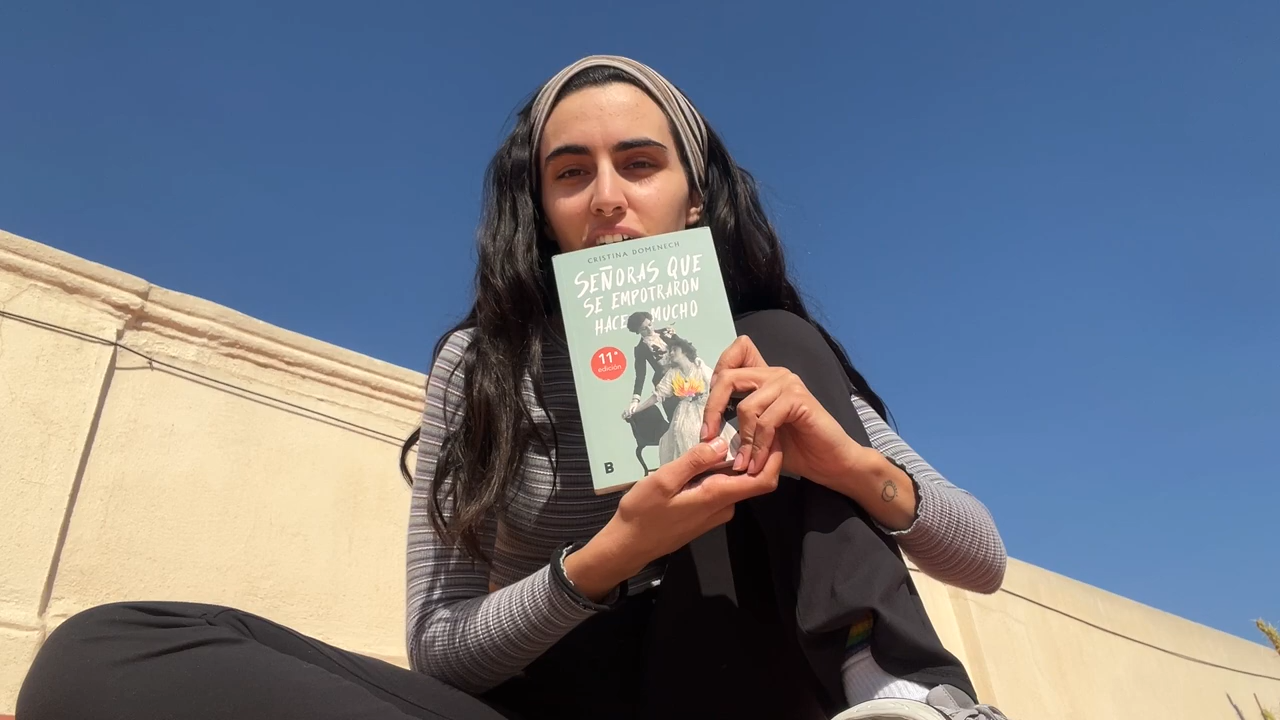 CRISTINA DOMENECH
SEÑORAS QUE
SE EMPOTRARON
HACE MUCHO
11ª
edición
B